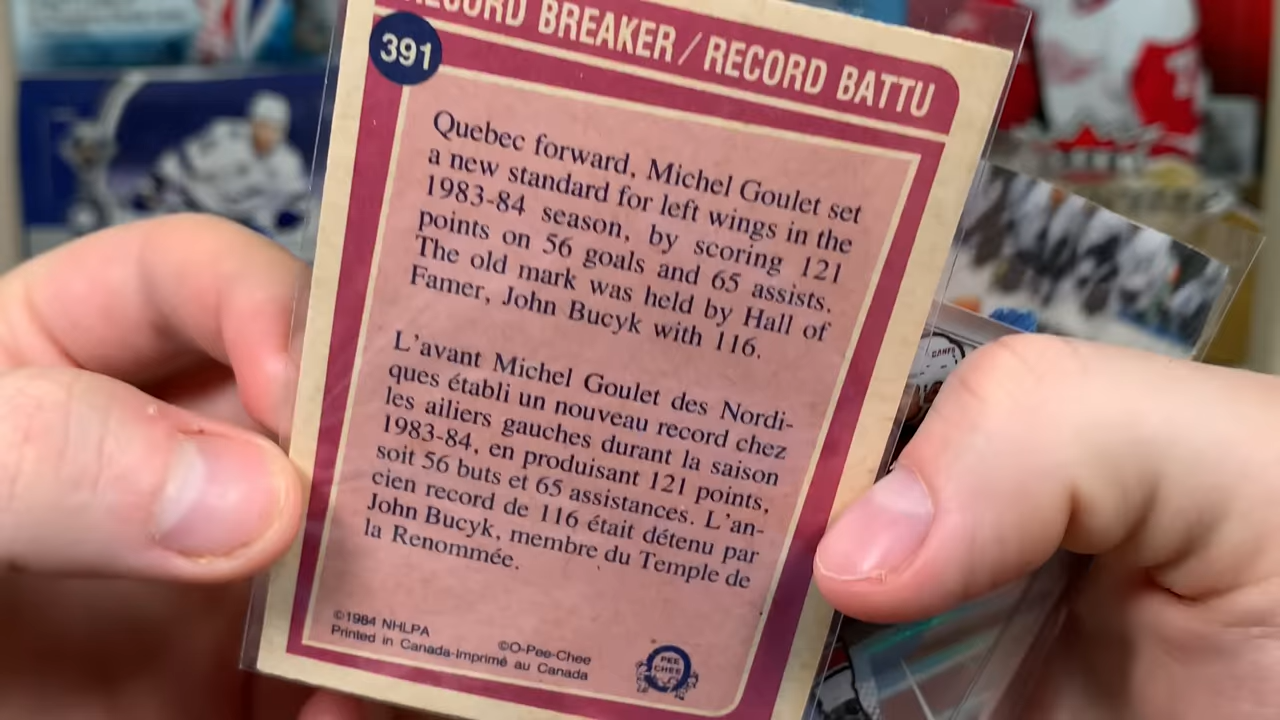 RECORD BREAKER / RECORD BATTU
391
Quebec forward, Michel Goulet set
a new standard for left wings in the
1983-84 season, by scoring 121
points on 56 goals and 65 assists.
The old mark was held by Hall of
Famer, John Bucyk with 116.
L'avant Michel Goulet des Nordi-
ques établi un nouveau record chez
les ailiers gauches durant la saison
1983-84, en produisant 121 points,
soit 56 buts et 65 assistances. L'an-
cien record de 116 était détenu par
John Bucyk, membre du Temple de
la Renommée.
©1984 NHLPA
Printed in Canada-Imprimé au Canada
©O-Pee-Chee
PEE
CHEE